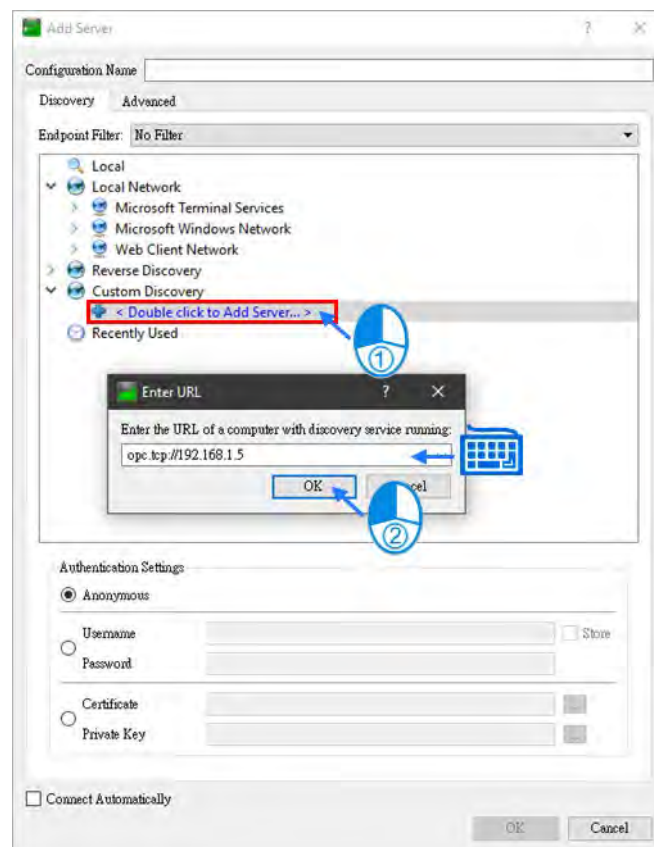 Add Server
Configuration Name
Discovery Advanced
Endpoint Filter: No Filter
Local
Local Network
Microsoft Terminal Services
Microsoft Windows Network
Web Client Network
Reverse Discovery
Custom Discovery
< Double click to Add Server... >
Recently Used
①
Enter URL
Enter the URL of a computer with discovery service running:
opc.tcp://192.168.1.5
OK
②
Authentication Settings
Anonymous
Username Store
Password
Certificate ...
Private Key ...
Connect Automatically
OK Cancel